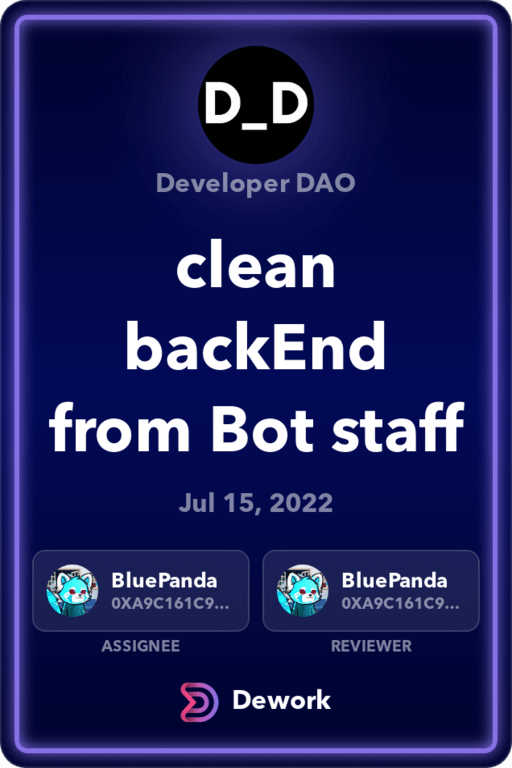 D_D
Developer DAO
clean
backEnd
from Bot staff
Jul 15, 2022
BluePanda
0XA9C161C9...
ASSIGNEE
BluePanda
0XA9C161C9...
REVIEWER
Dework